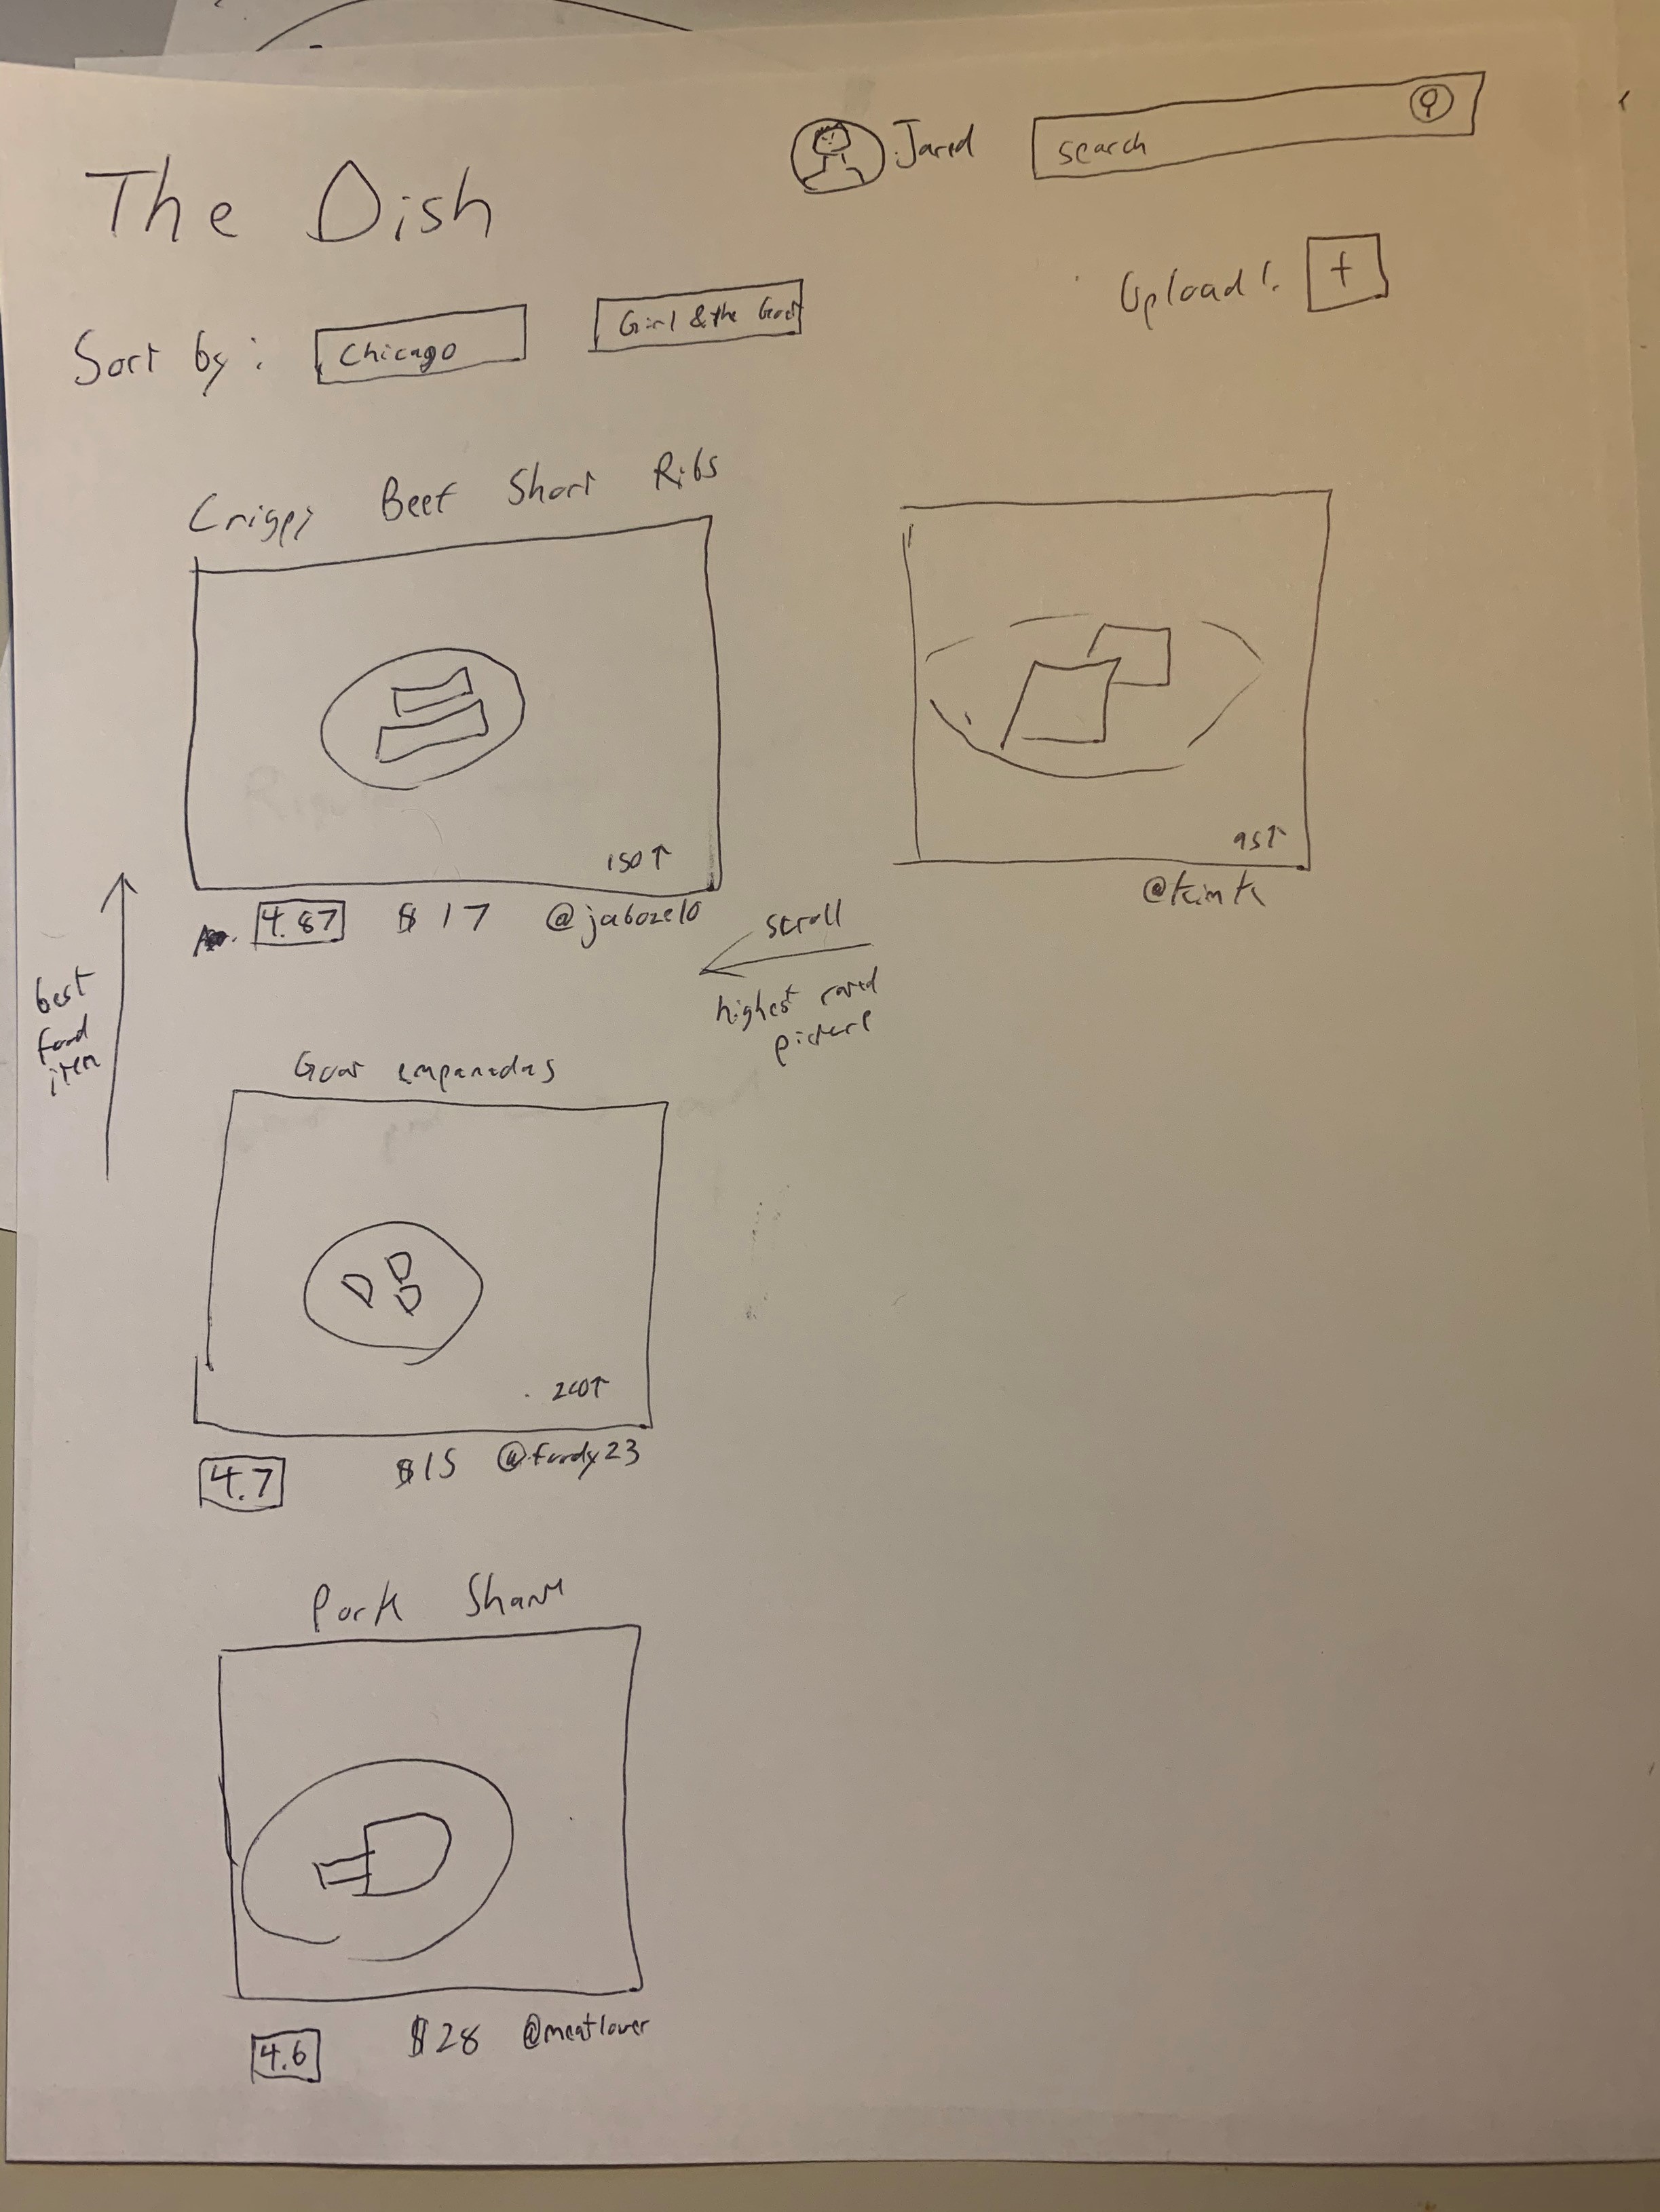 The Dish
Jared
search
Upload!
+
Sort by: Chicago Girl & the Goat
Crispy Beef Short Ribs
150↑
95↑
4.87 $17 @jabozel0
@kimk
scroll
highest rated
picture
best
food
item
Goat empanadas
200↑
4.7 $15 @foody23
Pork Shank
4.6 $28 @meatlover